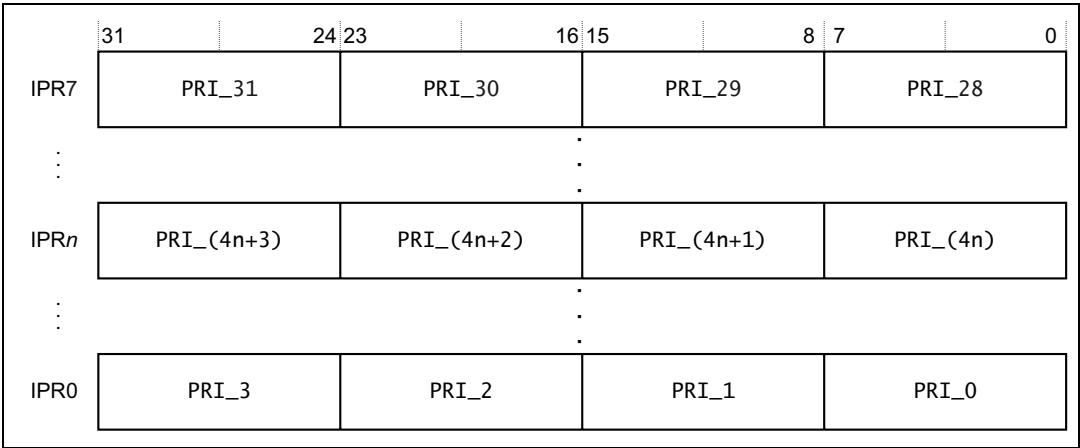 31 24 23 16 15 8 7 0
IPR7 PRI_31 PRI_30 PRI_29 PRI_28
IPRn PRI_(4n+3) PRI_(4n+2) PRI_(4n+1) PRI_(4n)
IPR0 PRI_3 PRI_2 PRI_1 PRI_0